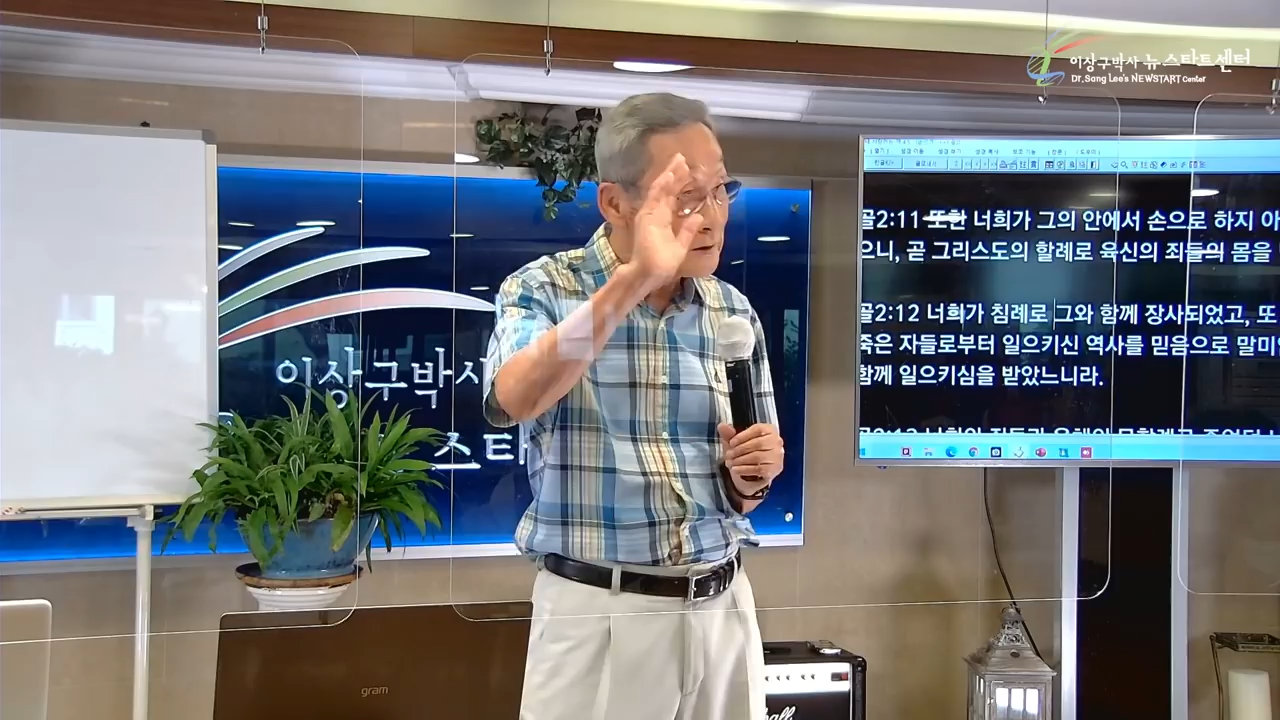 이상구박사 뉴스타트센터
Dr. Sang Lee's NEWSTART Center
이상구박사
스타
골2:11 또한 너희가 그의 안에서 손으로 하지 아
으니, 곧 그리스도의 할례로 육신의 죄들의 몸을
골2:12 너희가 침례로 그와 함께 장사되었고, 또
죽은 자들로부터 일으키신 역사를 믿음으로 말미암
함께 일으키심을 받았느니라.
gram